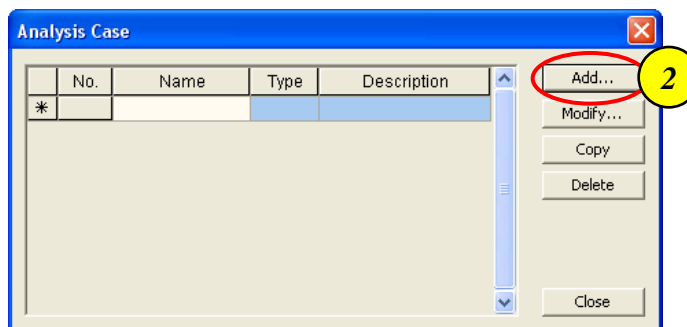 Analysis Case
No. Name Type Description
*
Add...
2
Modify...
Copy
Delete
Close